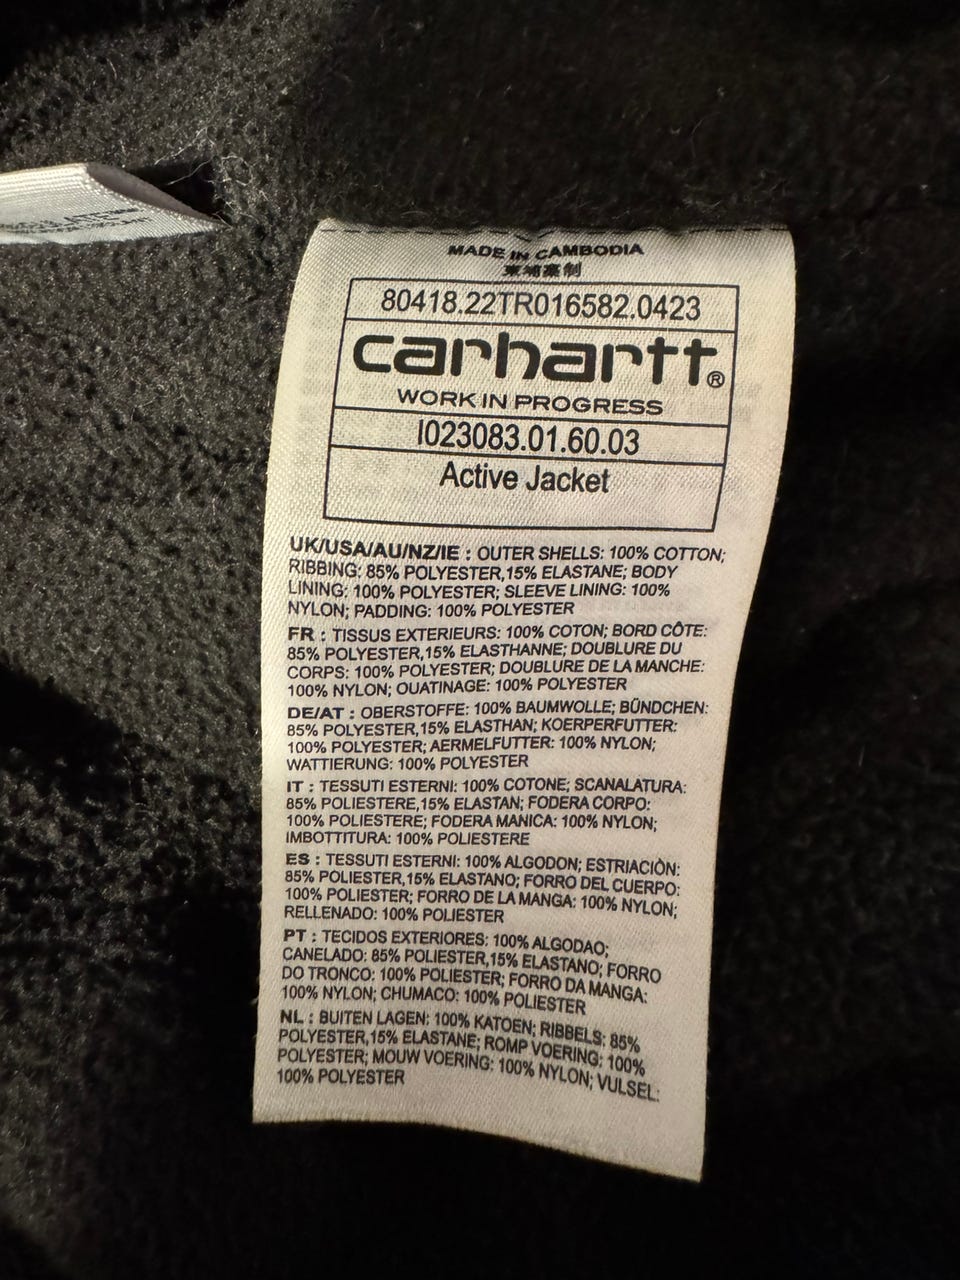 MADE IN CAMBODIA
柬埔寨制
80418.22TR016582.0423
carhartt®
WORK IN PROGRESS
I023083.01.60.03
Active Jacket
UK/USA/AU/NZ/IE : OUTER SHELLS: 100% COTTON;
RIBBING: 85% POLYESTER,15% ELASTANE; BODY
LINING: 100% POLYESTER; SLEEVE LINING: 100%
NYLON; PADDING: 100% POLYESTER
FR : TISSUS EXTERIEURS: 100% COTON; BORD CÔTE:
85% POLYESTER,15% ELASTHANNE; DOUBLURE DU
CORPS: 100% POLYESTER; DOUBLURE DE LA MANCHE:
100% NYLON; OUATINAGE: 100% POLYESTER
DE/AT : OBERSTOFFE: 100% BAUMWOLLE; BÜNDCHEN:
85% POLYESTER,15% ELASTHAN; KOERPERFUTTER:
100% POLYESTER; AERMELFUTTER: 100% NYLON;
WATTIERUNG: 100% POLYESTER
IT : TESSUTI ESTERNI: 100% COTONE; SCANALATURA:
85% POLIESTERE,15% ELASTAN; FODERA CORPO:
100% POLIESTERE; FODERA MANICA: 100% NYLON;
IMBOTTITURA: 100% POLIESTERE
ES : TESSUTI ESTERNI: 100% ALGODON; ESTRIACIÒN:
85% POLIESTER,15% ELASTANO; FORRO DEL CUERPO:
100% POLIESTER; FORRO DE LA MANGA: 100% NYLON;
RELLENADO: 100% POLIESTER
PT : TECIDOS EXTERIORES: 100% ALGODAO;
CANELADO: 85% POLIESTER,15% ELASTANO; FORRO
DO TRONCO: 100% POLIESTER; FORRO DA MANGA:
100% NYLON; CHUMACO: 100% POLIESTER
NL : BUITEN LAGEN: 100% KATOEN; RIBBELS: 85%
POLYESTER,15% ELASTANE; ROMP VOERING: 100%
POLYESTER; MOUW VOERING: 100% NYLON; VULSEL:
100% POLYESTER